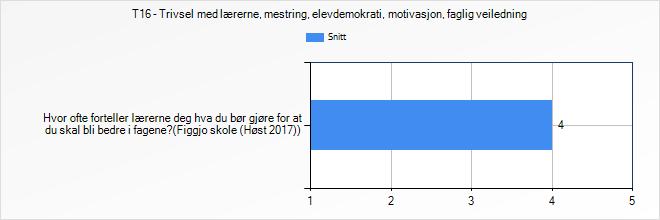 T16 - Trivsel med lærerne, mestring, elevdemokrati, motivasjon, faglig veiledning
Snitt
Hvor ofte forteller lærerne deg hva du bør gjøre for at
du skal bli bedre i fagene?(Figgjo skole (Høst 2017))
4
1 2 3 4 5